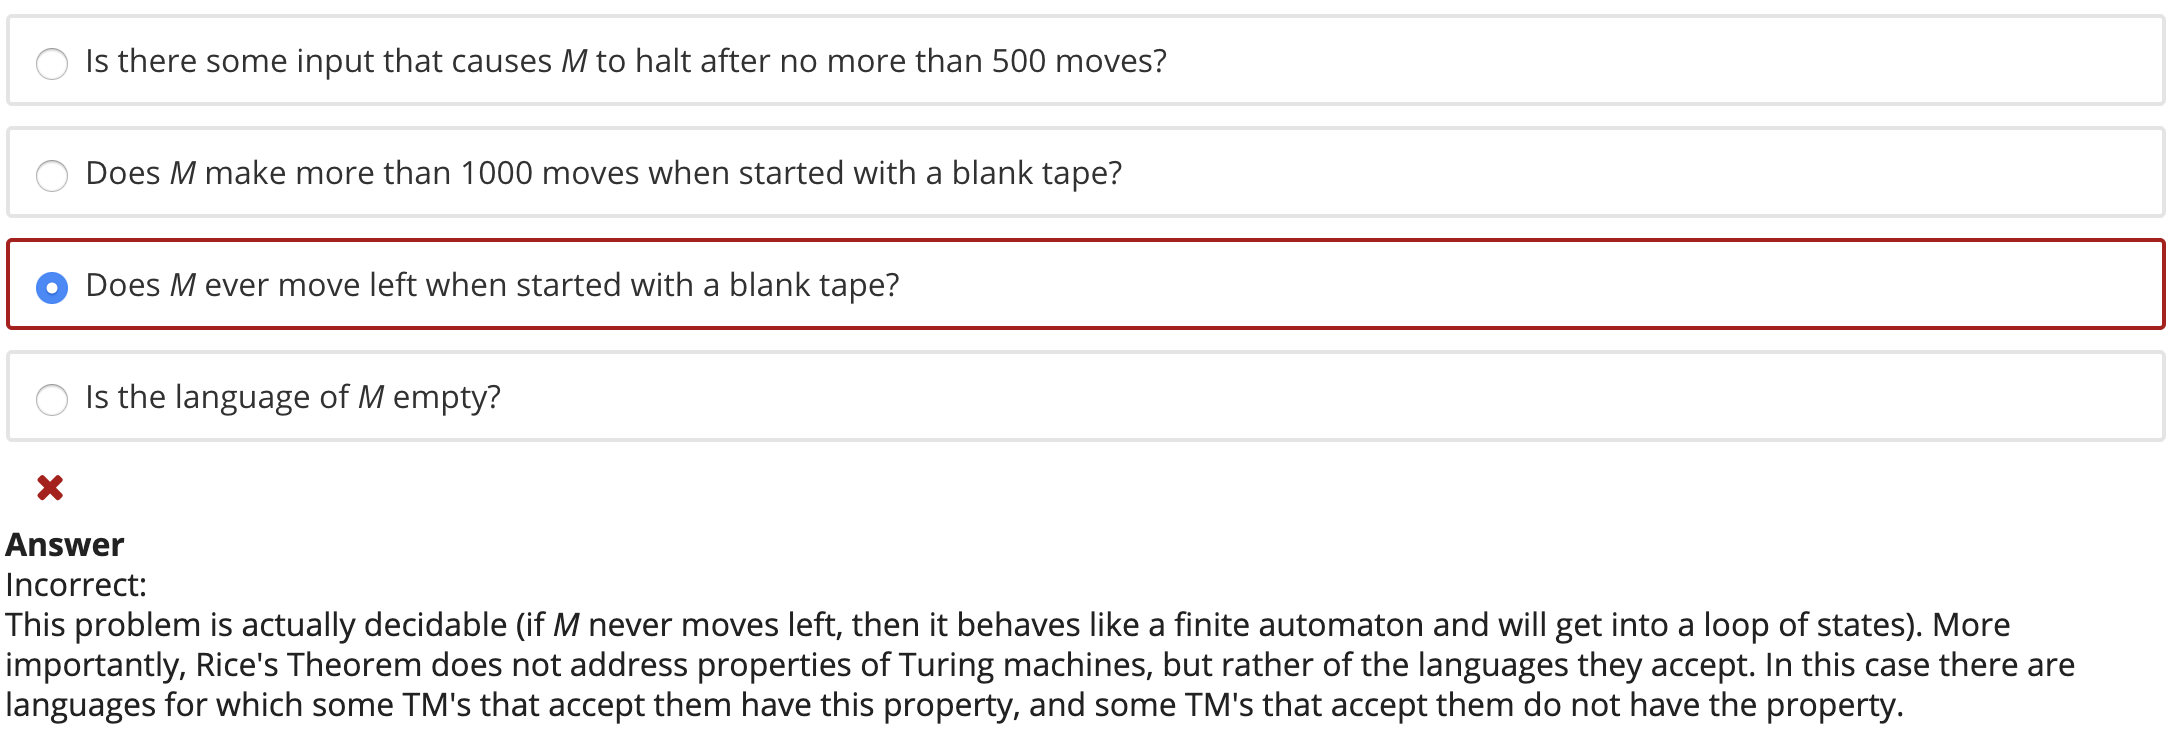 Is there some input that causes M to halt after no more than 500 moves?
Does M make more than 1000 moves when started with a blank tape?
Does M ever move left when started with a blank tape?
Is the language of M empty?
Answer
Incorrect:
This problem is actually decidable (if M never moves left, then it behaves like a finite automaton and will get into a loop of states). More
importantly, Rice's Theorem does not address properties of Turing machines, but rather of the languages they accept. In this case there are
languages for which some TM's that accept them have this property, and some TM's that accept them do not have the property.